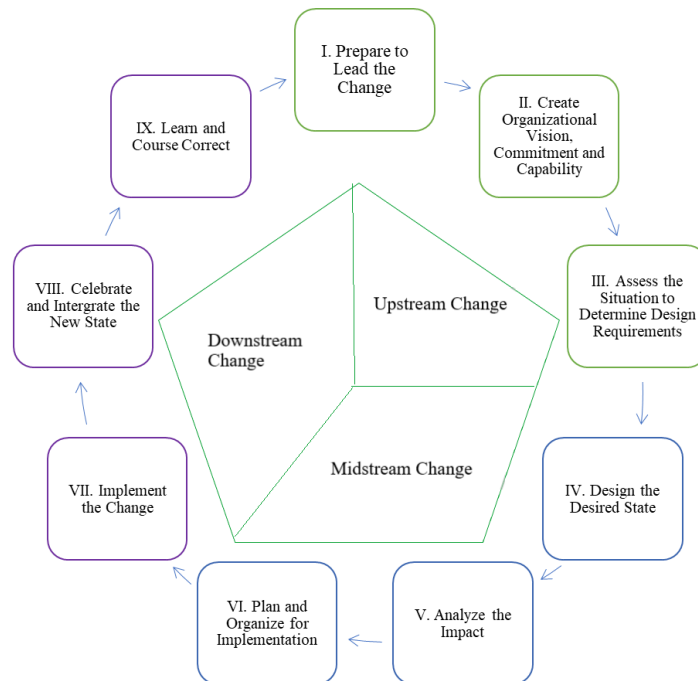 I. Prepare to
Lead the
Change
II. Create
Organizational
Vision,
Commitment and
Capability
III. Assess the
Situation to
Determine Design
Requirements
IV. Design the
Desired State
V. Analyze the
Impact
VI. Plan and
Organize for
Implementation
VII. Implement
the Change
VIII. Celebrate
and Intergrate the
New State
IX. Learn and
Course Correct
Upstream Change
Midstream Change
Downstream
Change